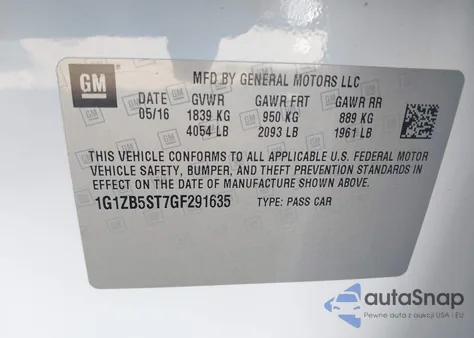 GM
MFD BY GENERAL MOTORS LLC
DATE GVWR GAWR FRT GAWR RR
05/16 1839 KG 950 KG 889 KG
4054 LB 2093 LB 1961 LB
THIS VEHICLE CONFORMS TO ALL APPLICABLE U.S. FEDERAL MOTOR
VEHICLE SAFETY, BUMPER, AND THEFT PREVENTION STANDARDS
IN EFFECT ON THE DATE OF MANUFACTURE SHOWN ABOVE.
1G1ZB5ST7GF291635 TYPE: PASS CAR
autoSnap
Pewne auta z aukcji USA i EU